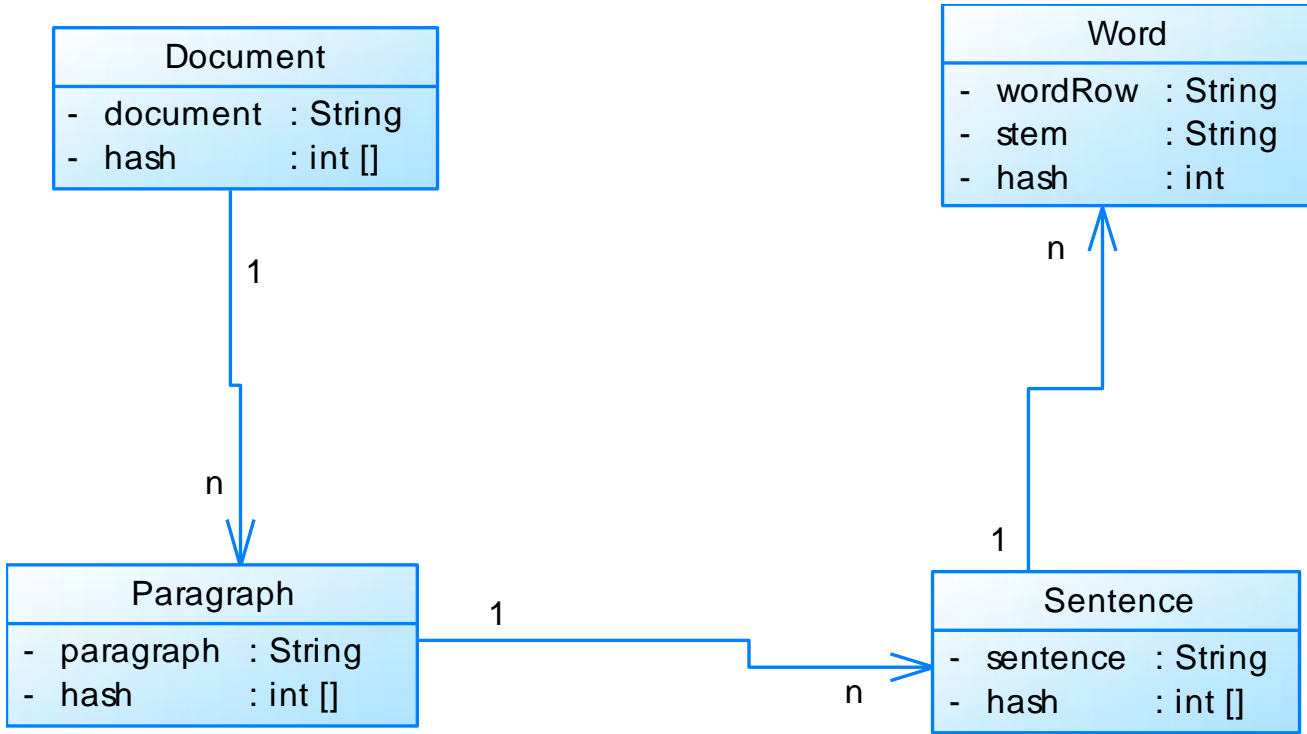 Document
- document : String
- hash : int []
Word
- wordRow : String
- stem : String
- hash : int
1
n
n
1
Paragraph
- paragraph : String
- hash : int []
1
n
Sentence
- sentence : String
- hash : int []